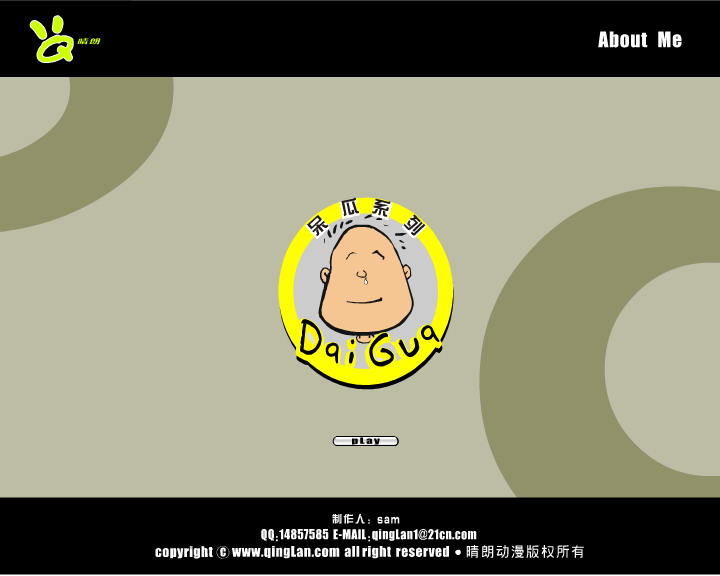 晴朗
About Me
呆瓜系列
Dai Gua
play
制作人：sam
QQ:14857585 E-MAIL:qingLan1@21cn.com
copyright © www.qingLan.com all right reserved ● 晴朗动漫版权所有